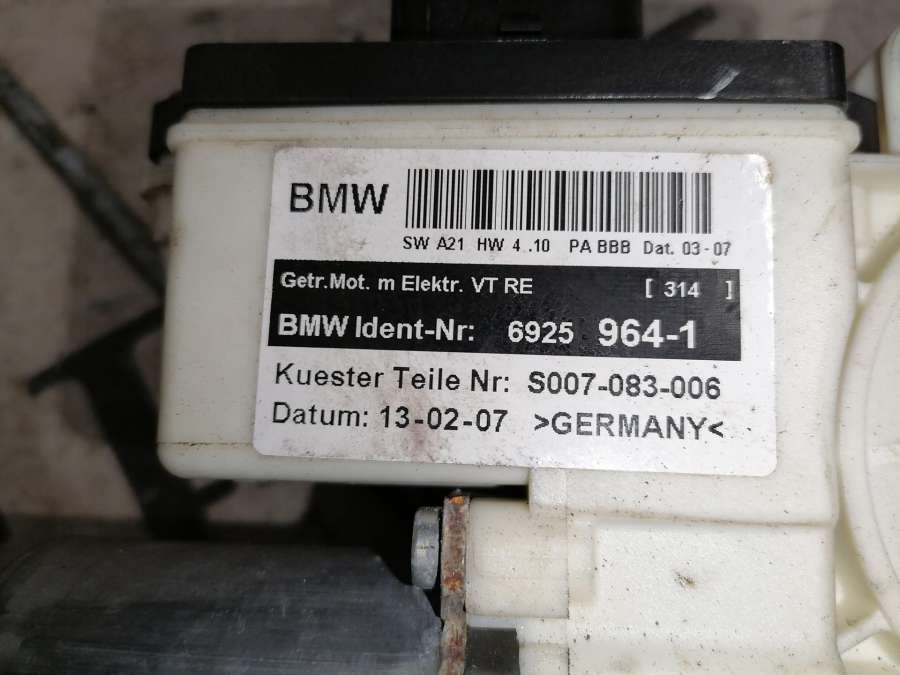 BMW
SW A21 HW 4..10 PA BBB Dat. 03-07
Getr.Mot. m Elektr. VT RE [ 314 ]
BMW Ident-Nr: 6925 964-1
Kuester Teile Nr: S007-083-006
Datum: 13-02-07 >GERMANY<